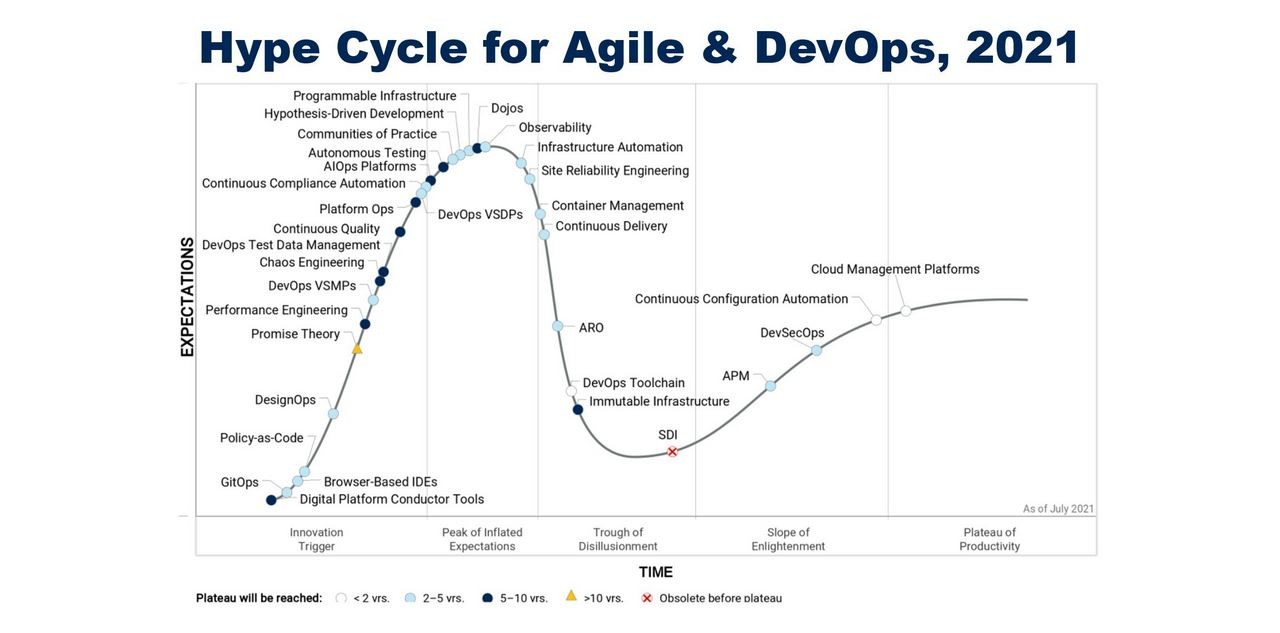 Hype Cycle for Agile & DevOps, 2021
Programmable Infrastructure
Hypothesis-Driven Development
Communities of Practice
Autonomous Testing
AIOps Platforms
Continuous Compliance Automation
Platform Ops
Continuous Quality
DevOps Test Data Management
Chaos Engineering
DevOps VSMPs
Performance Engineering
Promise Theory
DesignOps
Policy-as-Code
GitOps
Browser-Based IDEs
Digital Platform Conductor Tools
Dojos
Observability
Infrastructure Automation
Site Reliability Engineering
DevOps VSDPs
Container Management
Continuous Delivery
ARO
DevOps Toolchain
Immutable Infrastructure
SDI
APM
DevSecOps
Continuous Configuration Automation
Cloud Management Platforms
EXPECTATIONS
As of July 2021
Innovation
Trigger
Peak of Inflated
Expectations
Trough of
Disillusionment
Slope of
Enlightenment
Plateau of
Productivity
TIME
Plateau will be reached: < 2 yrs. 2–5 yrs. 5–10 yrs. >10 yrs. Obsolete before plateau